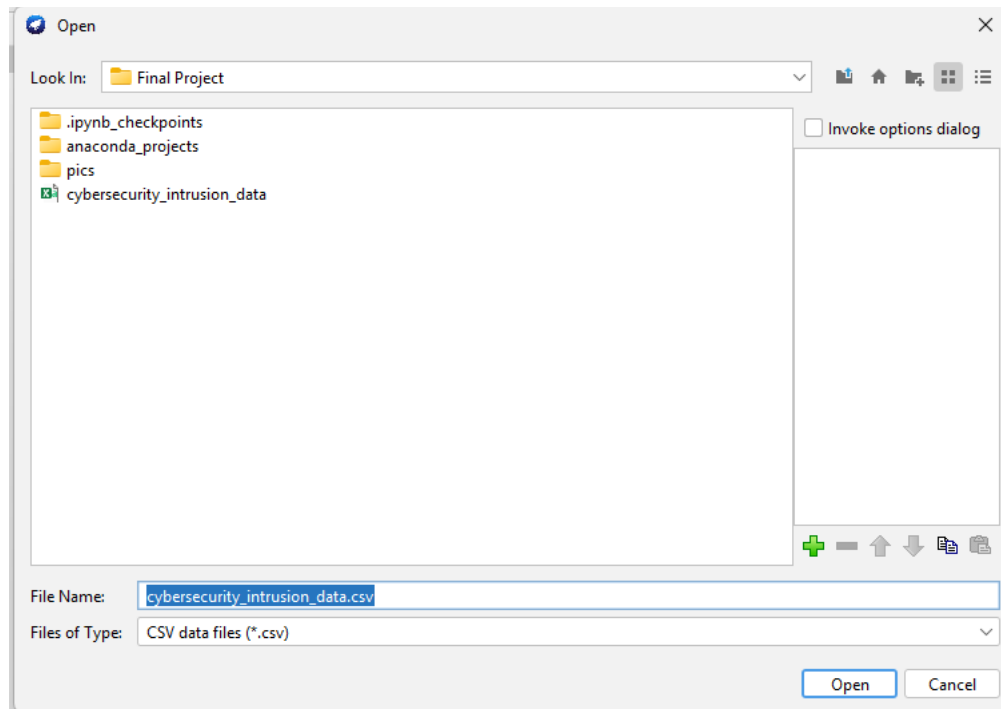 Open
Look In: Final Project
.ipynb_checkpoints
anaconda_projects
pics
cybersecurity_intrusion_data
Invoke options dialog
File Name: cybersecurity_intrusion_data.csv
Files of Type: CSV data files (*.csv)
Open Cancel